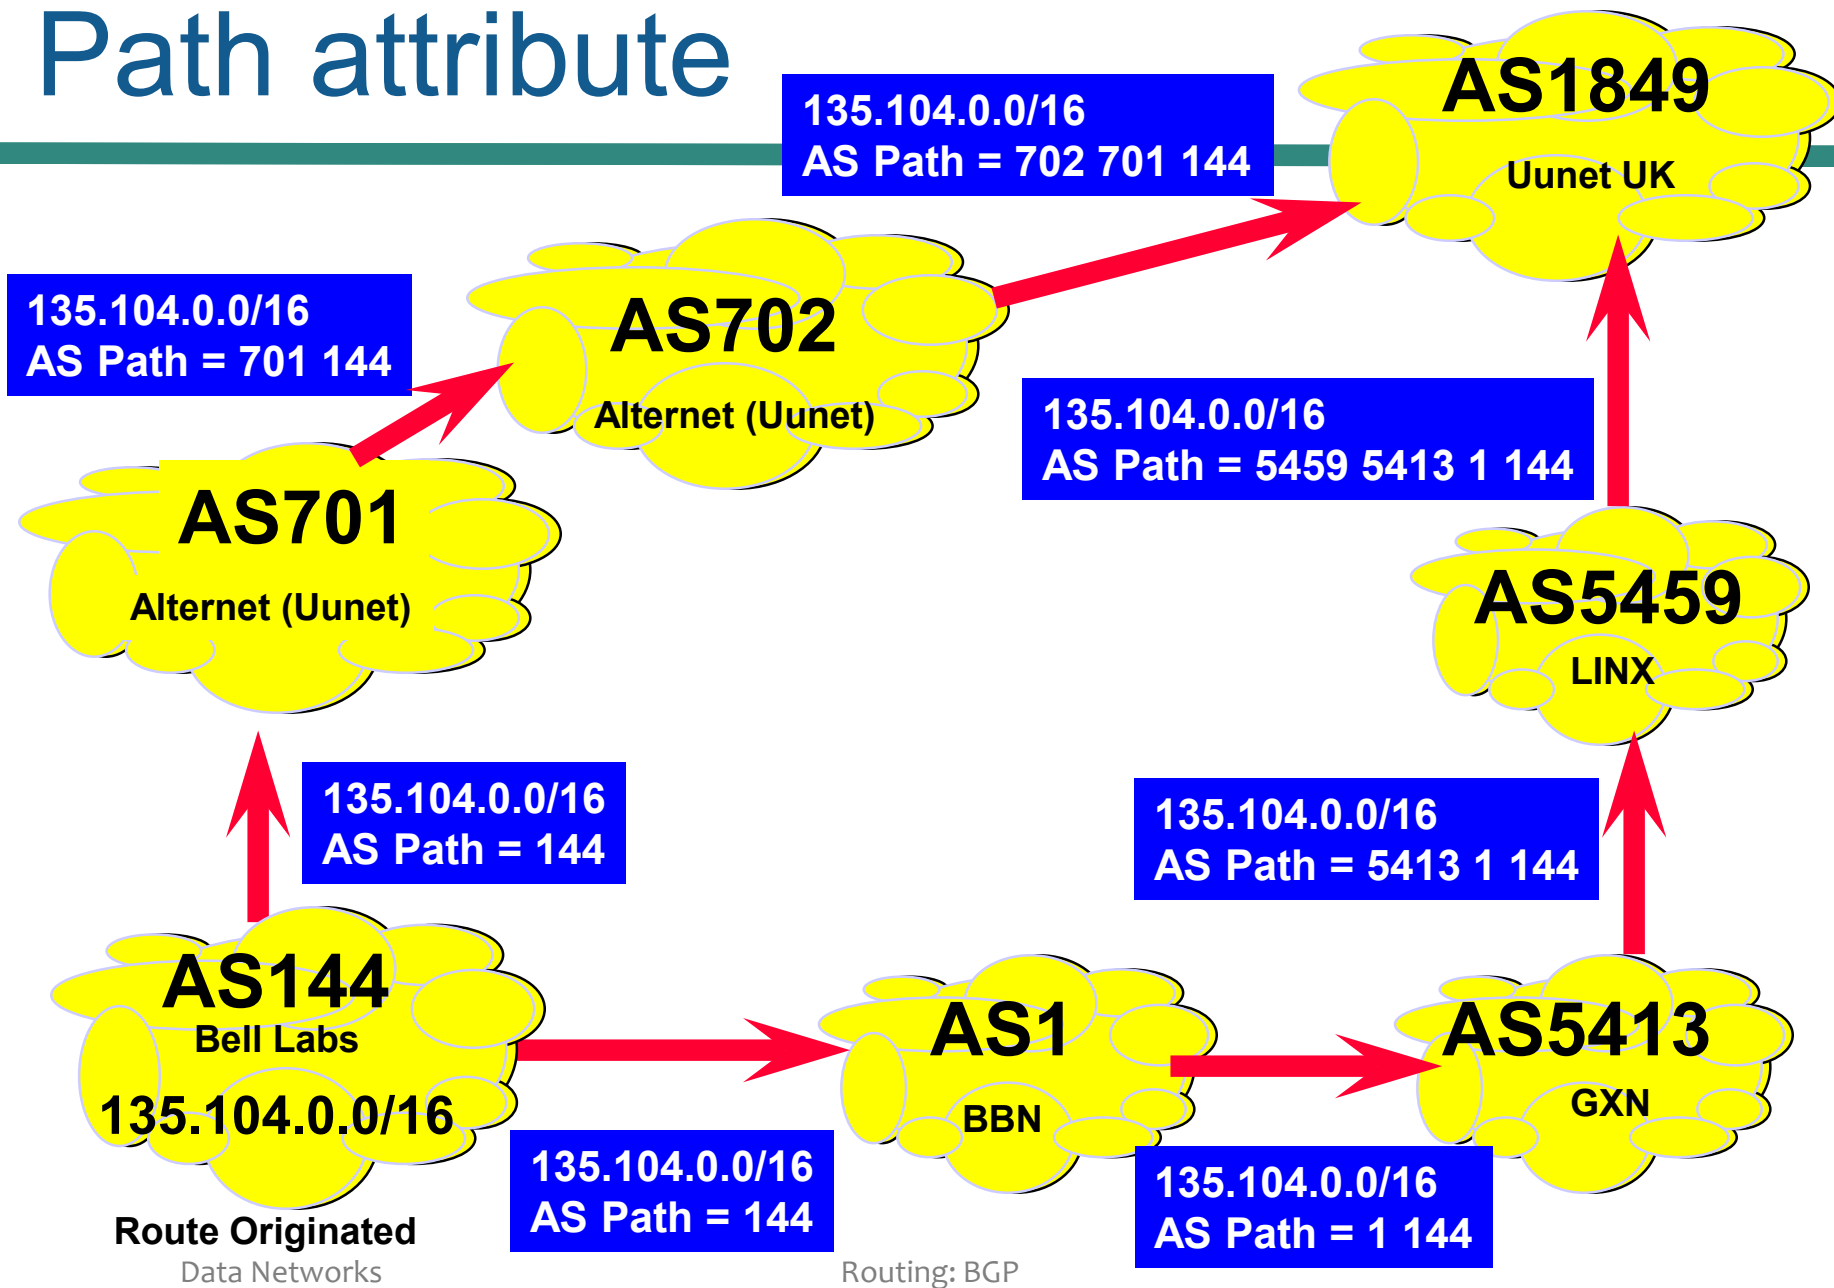 Path attribute
135.104.0.0/16
AS Path = 702 701 144
AS1849
Uunet UK
135.104.0.0/16
AS Path = 701 144
AS702
Alternet (Uunet)
135.104.0.0/16
AS Path = 5459 5413 1 144
AS701
Alternet (Uunet)
AS5459
LINX
135.104.0.0/16
AS Path = 144
135.104.0.0/16
AS Path = 5413 1 144
AS144
Bell Labs
135.104.0.0/16
AS1
BBN
AS5413
GXN
135.104.0.0/16
AS Path = 144
135.104.0.0/16
AS Path = 1 144
Route Originated
Data Networks
Routing: BGP